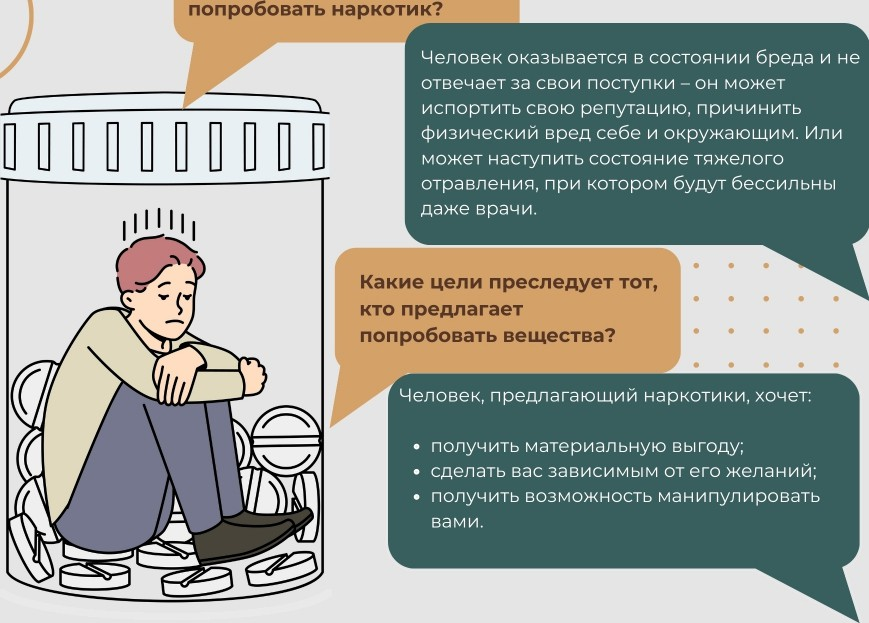 попробовать наркотик?
Человек оказывается в состоянии бреда и не
отвечает за свои поступки – он может
испортить свою репутацию, причинить
физический вред себе и окружающим. Или
может наступить состояние тяжелого
отравления, при котором будут бессильны
даже врачи.
Какие цели преследует тот,
кто предлагает
попробовать вещества?
Человек, предлагающий наркотики, хочет:
• получить материальную выгоду;
• сделать вас зависимым от его желаний;
• получить возможность манипулировать
вами.